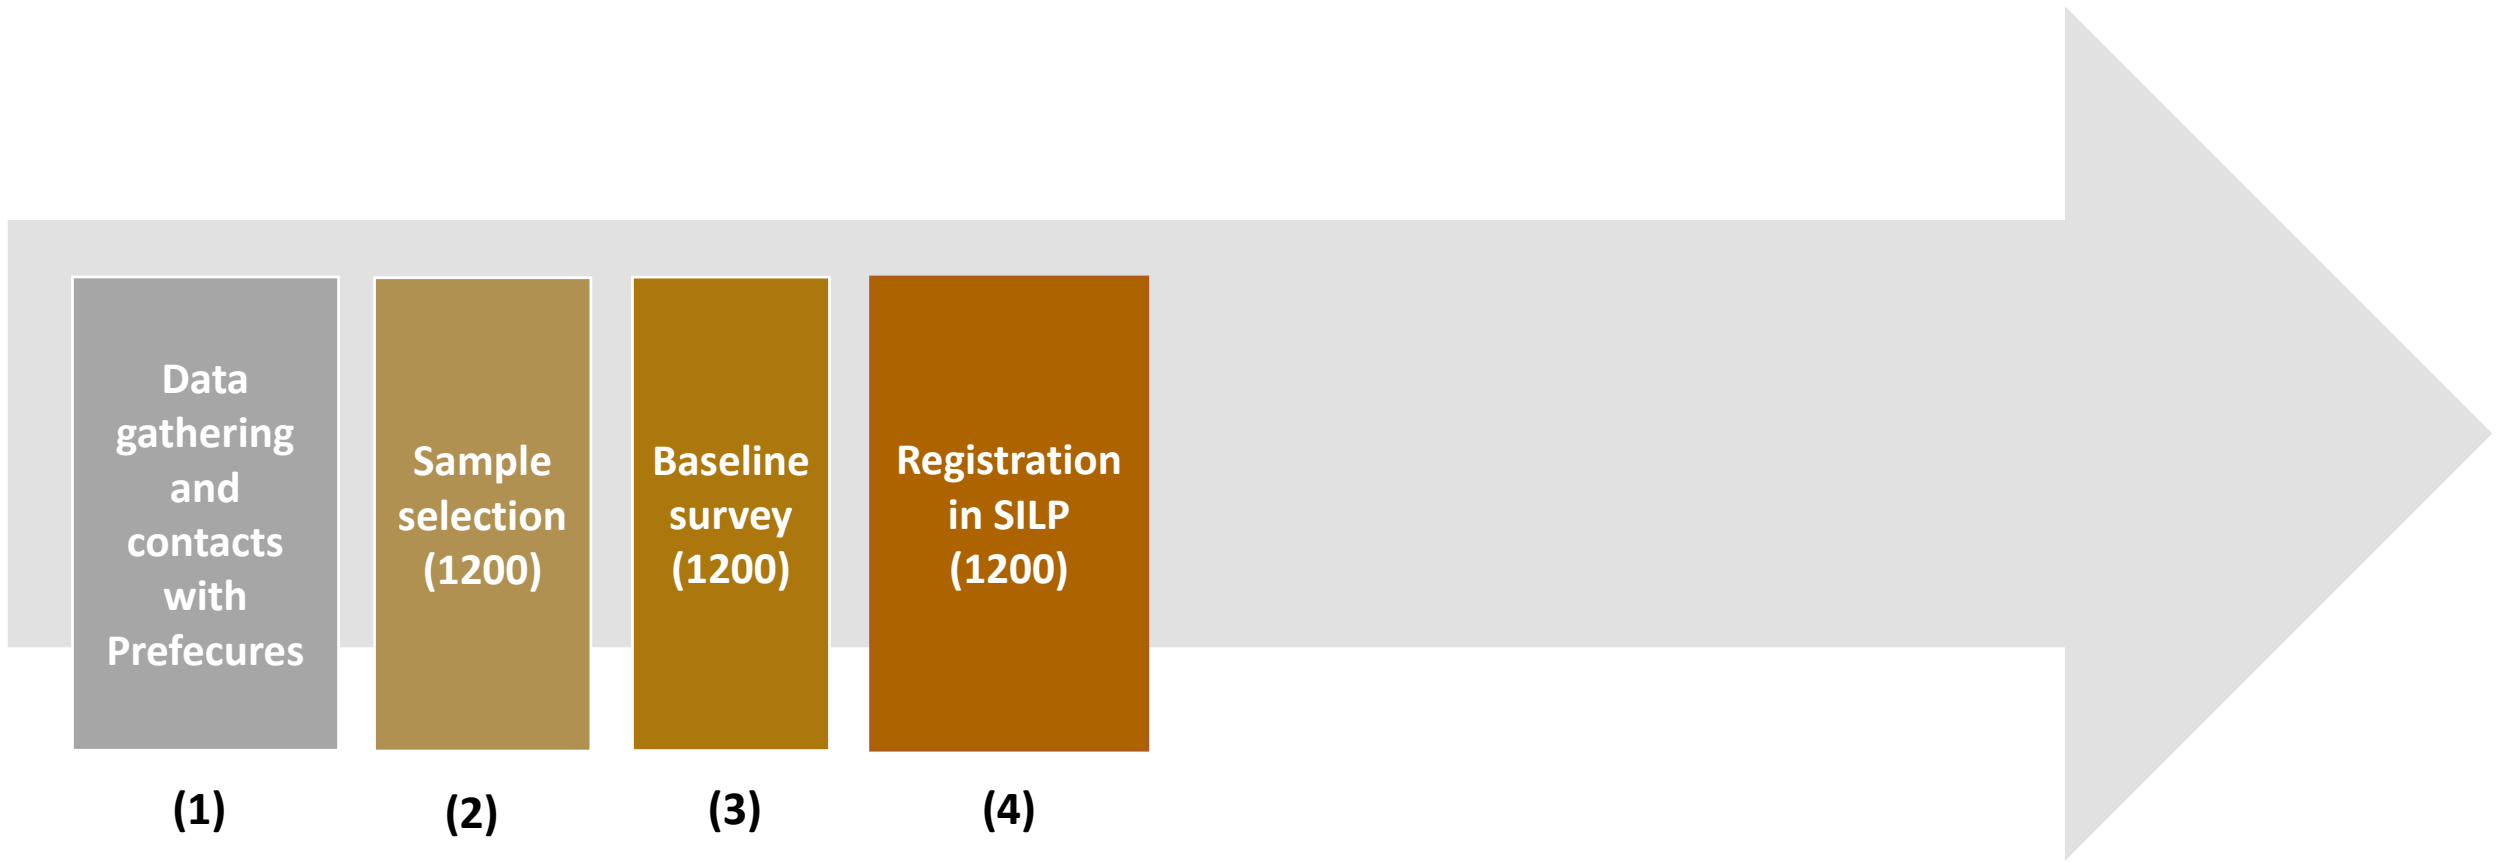 Data
gathering
and
contacts
with
Prefecures
(1)
Sample
selection
(1200)
(2)
Baseline
survey
(1200)
(3)
Registration
in SILP
(1200)
(4)